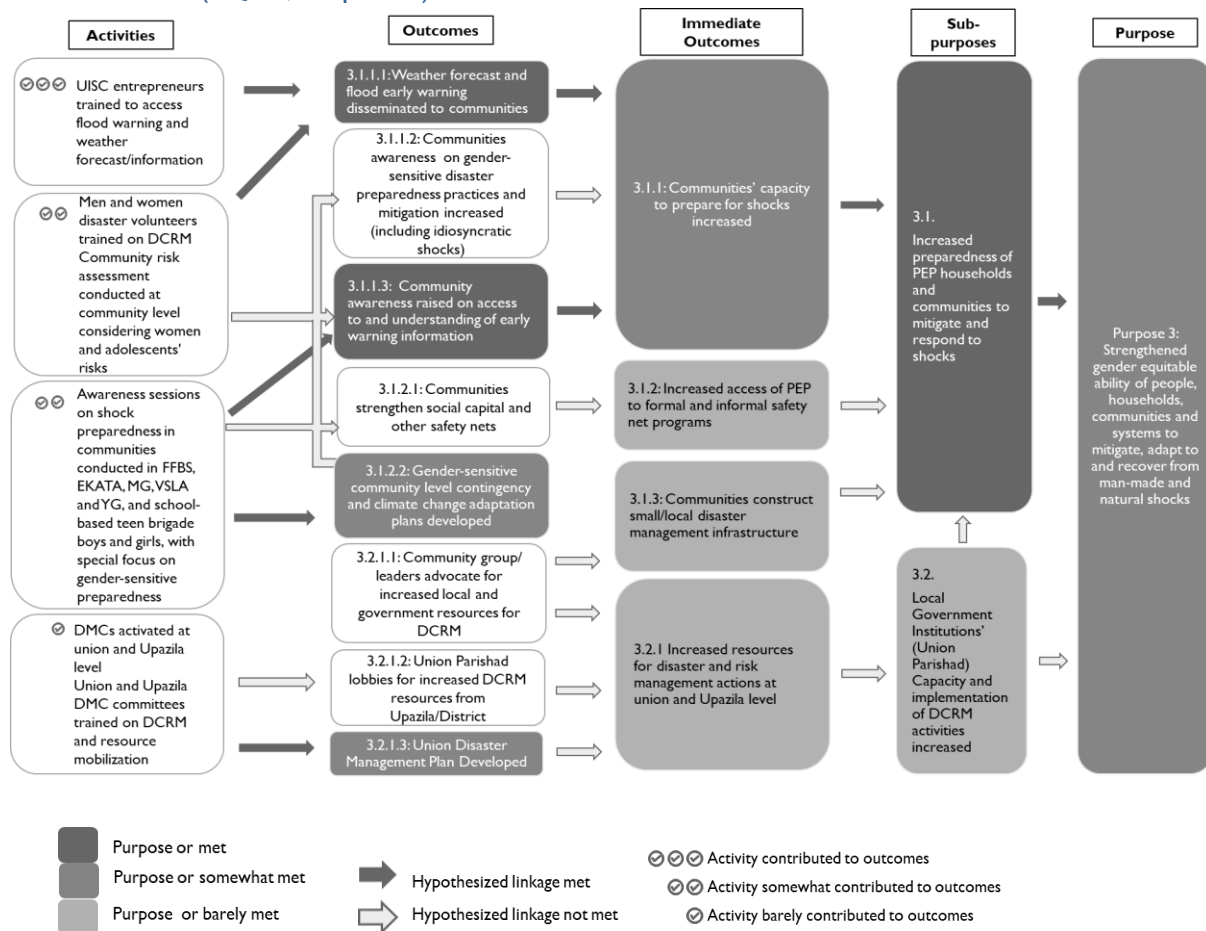 Activities
Outcomes
Immediate
Outcomes
Sub-
purposes
Purpose
UISC entrepreneurs
trained to access
flood warning and
weather
forecast/information
Men and women
disaster volunteers
trained on DCRM
Community risk
assessment
conducted at
community level
considering women
and adolescents'
risks
Awareness sessions
on shock
preparedness in
communities
conducted in FFBS,
EKATA, MG, VSLA
and YG, and school-
based teen brigade
boys and girls, with
special focus on
gender-sensitive
preparedness
DMCs activated at
union and Upazila
level
Union and Upazila
DMC committees
trained on DCRM
and resource
mobilization
3.1.1.1: Weather forecast and
flood early warning
disseminated to communities
3.1.1.2: Communities
awareness on gender-
sensitive disaster
preparedness practices and
mitigation increased
(including idiosyncratic
shocks)
3.1.1.3: Community
awareness raised on access
to and understanding of early
warning information
3.1.2.1: Communities
strengthen social capital and
other safety nets
3.1.2.2: Gender-sensitive
community level contingency
and climate change adaptation
plans developed
3.2.1.1: Community group/
leaders advocate for
increased local and
government resources for
DCRM
3.2.1.2: Union Parishad
lobbies for increased DCRM
resources from
Upazila/District
3.2.1.3: Union Disaster
Management Plan Developed
3.1.1: Communities' capacity
to prepare for shocks
increased
3.1.2: Increased access of PEP
to formal and informal safety
net programs
3.1.3: Communities construct
small/local disaster
management infrastructure
3.2.1 Increased resources
for disaster and risk
management actions at
union and Upazila level
3.1.
Increased
preparedness of
PEP households
and
communities to
mitigate and
respond to
shocks
3.2.
Local
Government
Institutions'
(Union
Parishad)
Capacity and
implementation
of DCRM
activities
increased
Purpose 3:
Strengthened
gender equitable
ability of people,
households,
communities and
systems to
mitigate, adapt to
and recover from
man-made and
natural shocks
Purpose or met
Purpose or somewhat met
Purpose or barely met
Hypothesized linkage met
Hypothesized linkage not met
Activity contributed to outcomes
Activity somewhat contributed to outcomes
Activity barely contributed to outcomes